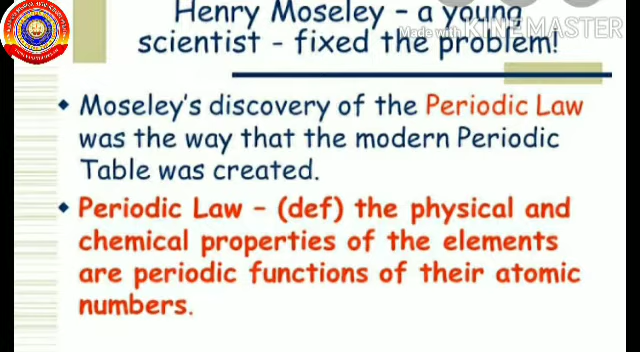 Henry Moseley – a young
scientist - fixed the problem!
Made with KINEMASTER
◆ Moseley's discovery of the Periodic Law
was the way that the modern Periodic
Table was created.
◆ Periodic Law – (def) the physical and
chemical properties of the elements
are periodic functions of their atomic
numbers.